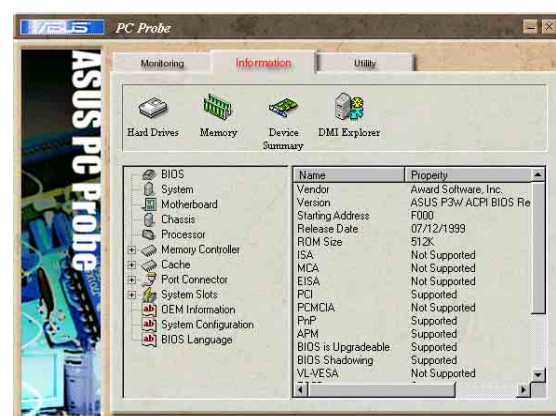 ASUS PC Probe
Monitoring Information Utility
Hard Drives Memory Device Summary DMI Explorer
ASUS PC Probe
BIOS
System
Motherboard
Chassis
Processor
Memory Controller
Cache
Port Connector
System Slots
OEM Information
System Configuration
BIOS Language
Name Property
Vendor Award Software, Inc.
Version ASUS P3W ACPI BIOS Re
Starting Address F000
Release Date 07/12/1999
ROM Size 512K
ISA Not Supported
MCA Not Supported
EISA Not Supported
PCI Supported
PCMCIA Not Supported
PnP Supported
APM Supported
BIOS is Upgradeable Supported
BIOS Shadowing Supported
VL-VESA Not Supported